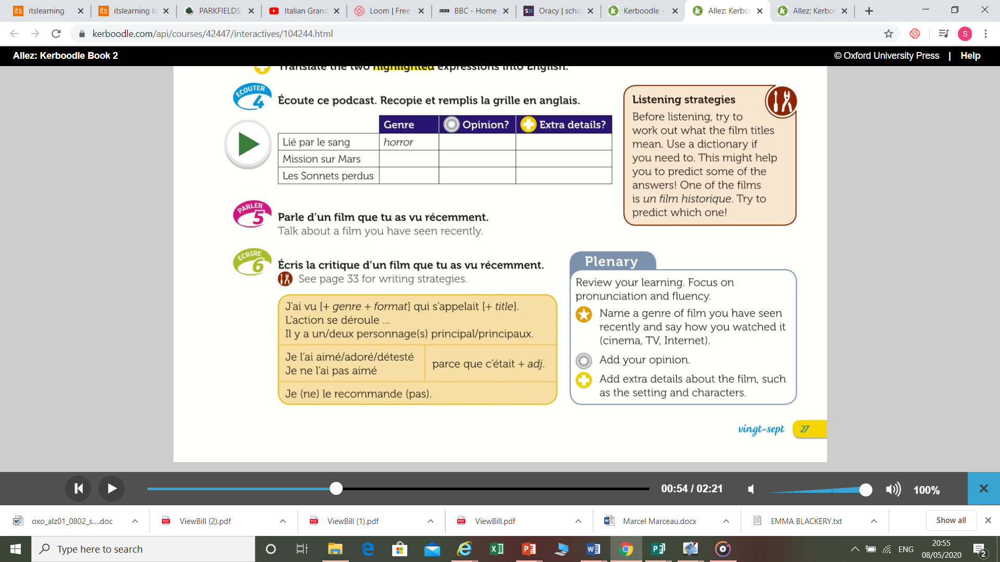 itslearning
itslearning lo
PARKFIELDS
Italian Grand
Loom | Free
BBC - Home
Oracy | scho
Kerboodle -
Allez: Kerboo
Allez: Kerboo
kerboodle.com/api/courses/42447/interactives/104244.html
S
Allez: Kerboodle Book 2
© Oxford University Press | Help
Translate the two highlighted expressions into English.
ECOUTER 4
Écoute ce podcast. Recopie et remplis la grille en anglais.
Genre Opinion? Extra details?
Lié par le sang horror
Mission sur Mars
Les Sonnets perdus
Listening strategies
Before listening, try to
work out what the film titles
mean. Use a dictionary if
you need to. This might help
you to predict some of the
answers! One of the films
is un film historique. Try to
predict which one!
PARLER 5
Parle d'un film que tu as vu récemment.
Talk about a film you have seen recently.
ECRIRE 6
Écris la critique d'un film que tu as vu récemment.
See page 33 for writing strategies.
J'ai vu [+ genre + format] qui s'appelait [+ title].
L'action se déroule ...
Il y a un/deux personnage(s) principal/principaux.
Je l'ai aimé/adoré/détesté
Je ne l'ai pas aimé
parce que c'était + adj.
Je (ne) le recommande (pas).
Plenary
Review your learning. Focus on
pronunciation and fluency.
Name a genre of film you have seen
recently and say how you watched it
(cinema, TV, Internet).
Add your opinion.
Add extra details about the film, such
as the setting and characters.
vingt-sept 27
00:54 / 02:21
100%
oxo_alz01_0802_s....doc
ViewBill (2).pdf
ViewBill (1).pdf
ViewBill.pdf
Marcel Marceau.docx
EMMA BLACKERY.txt
Show all
Type here to search
ENG
20:55
08/05/2020
2